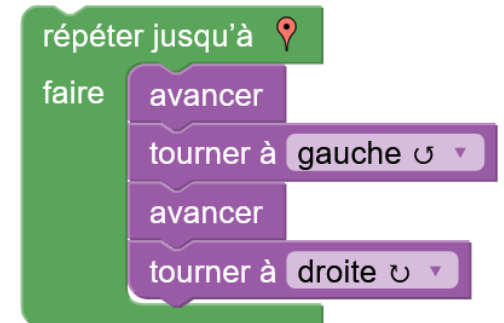 répéter jusqu’à
faire avancer
tourner à gauche ↺ ▼
avancer
tourner à droite ↻ ▼